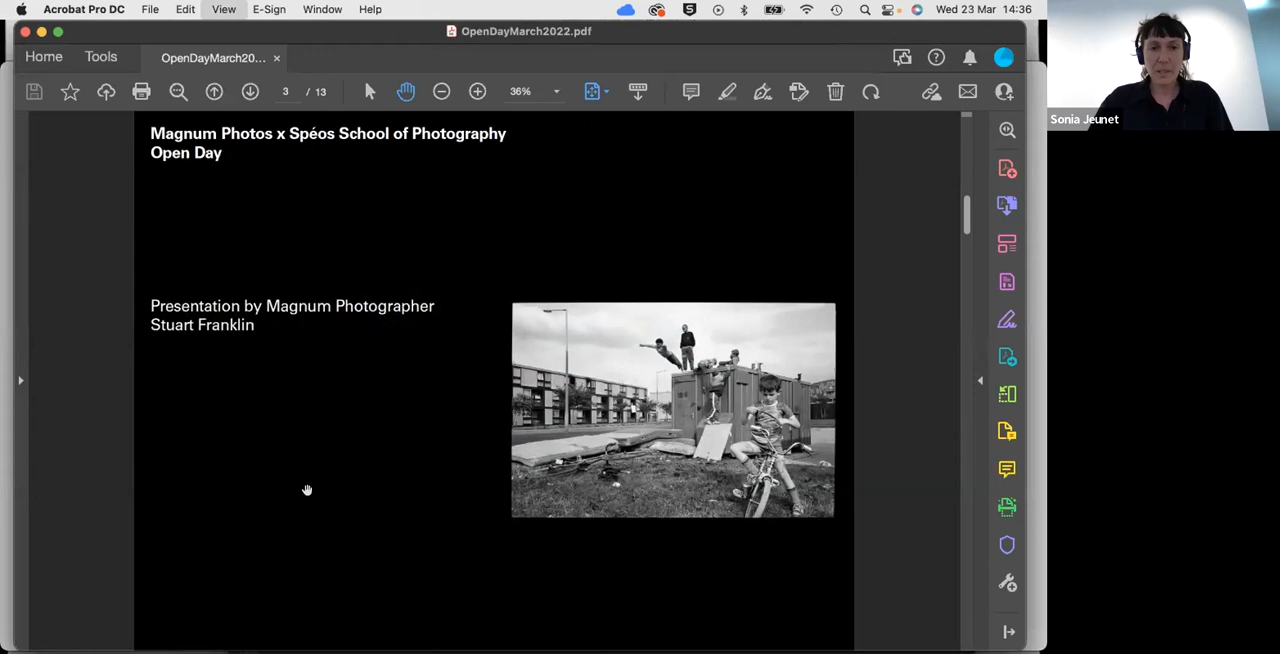 Acrobat Pro DC File Edit View E-Sign Window Help Wed 23 Mar 14:36
OpenDayMarch2022.pdf
Home Tools OpenDayMarch20... ×
3 / 13 36%
Sonia Jeunet
Magnum Photos x Spéos School of Photography
Open Day
Presentation by Magnum Photographer
Stuart Franklin